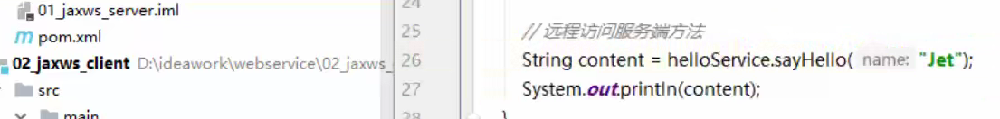 01_jaxws_server.iml
pom.xml
02_jaxws_client D:\ideawork\webservice\02_jaxws_
src
main
24
25 // 远程访问服务端方法
26 String content = helloService.sayHello( name: "Jet");
27 System.out.println(content);
28 }